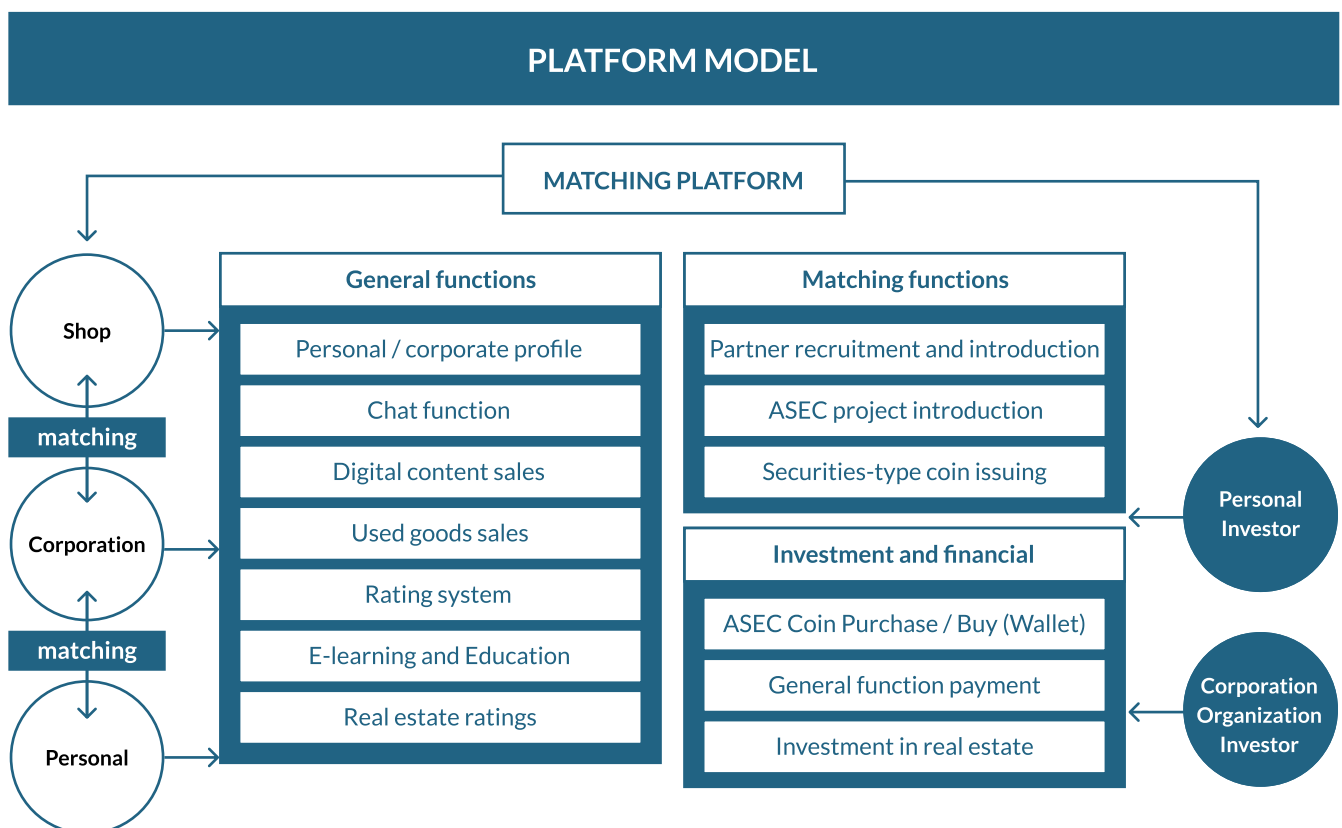 PLATFORM MODEL
MATCHING PLATFORM
Shop
matching
Corporation
matching
Personal
General functions
Personal / corporate profile
Chat function
Digital content sales
Used goods sales
Rating system
E-learning and Education
Real estate ratings
Matching functions
Partner recruitment and introduction
ASEC project introduction
Securities-type coin issuing
Investment and financial
ASEC Coin Purchase / Buy (Wallet)
General function payment
Investment in real estate
Personal
Investor
Corporation
Organization
Investor